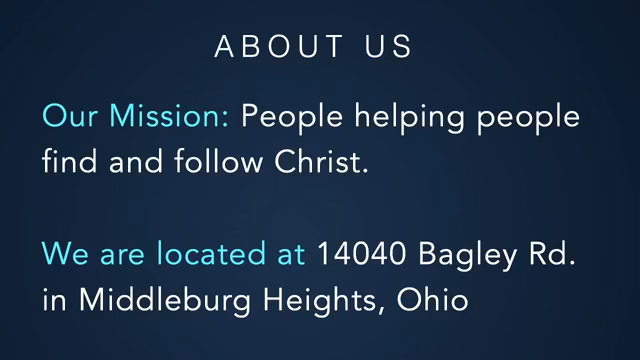 ABOUT US
Our Mission: People helping people
find and follow Christ.
We are located at 14040 Bagley Rd.
in Middleburg Heights, Ohio